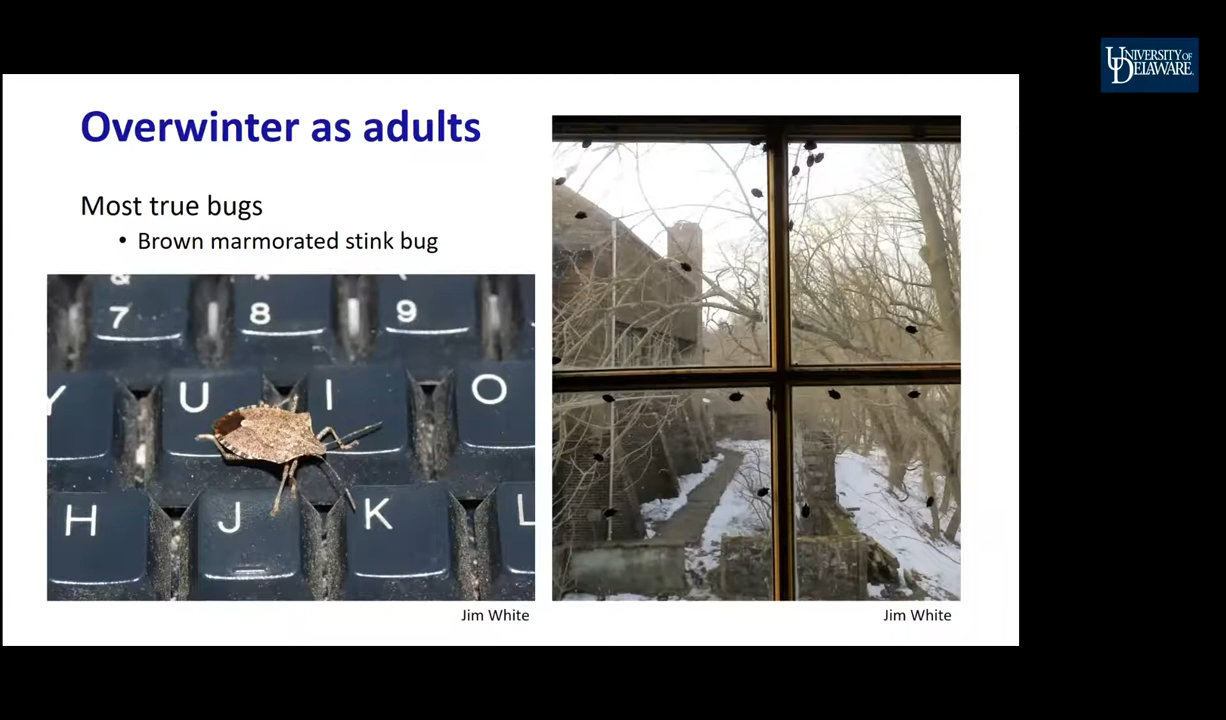 UNIVERSITY OF
DELAWARE
Overwinter as adults
Most true bugs
• Brown marmorated stink bug
& *
7 8 9
Y U I O
H J K L
Jim White
Jim White